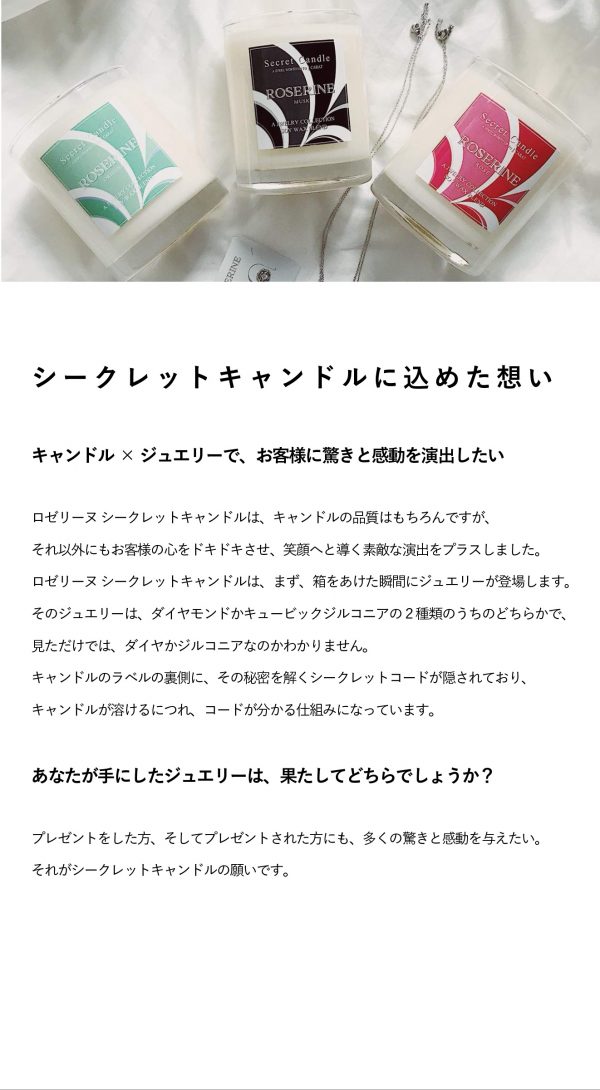 Secret Candle
ROSERINE
A JEWELRY COLLECTION
Secret Candle
ROSERINE
MUSK
A JEWELRY COLLECTION
SOY WAX BLEND
Secret Candle
ROSERINE
A JEWELRY COLLECTION
シークレットキャンドルに込めた想い
キャンドル × ジュエリーで、お客様に驚きと感動を演出したい
ロゼリーヌ シークレットキャンドルは、キャンドルの品質はもちろんですが、
それ以外にもお客様の心をドキドキさせ、笑顔へと導く素敵な演出をプラスしました。
ロゼリーヌ シークレットキャンドルは、まず、箱をあけた瞬間にジュエリーが登場します。
そのジュエリーは、ダイヤモンドかキュービックジルコニアの２種類のうちのどちらかで、
見ただけでは、ダイヤかジルコニアなのかわかりません。
キャンドルのラベルの裏側に、その秘密を解くシークレットコードが隠されており、
キャンドルが溶けるにつれ、コードが分かる仕組みになっています。
あなたが手にしたジュエリーは、果たしてどちらでしょうか？
プレゼントをした方、そしてプレゼントされた方にも、多くの驚きと感動を与えたい。
それがシークレットキャンドルの願いです。